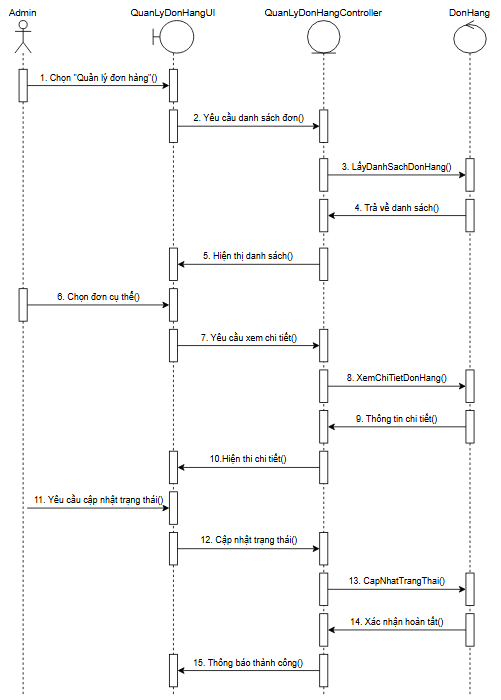 Admin
QuanLyDonHangUI
QuanLyDonHangController
DonHang
1. Chọn "Quản lý đơn hàng"()
2. Yêu cầu danh sách đơn()
3. LấyDanhSachDonHang()
4. Trả về danh sách()
5. Hiện thị danh sách()
6. Chọn đơn cụ thể()
7. Yêu cầu xem chi tiết()
8. XemChiTietDonHang()
9. Thông tin chi tiết()
10.Hiện thi chi tiết()
11. Yêu cầu cập nhật trạng thái()
12. Cập nhật trạng thái()
13. CapNhatTrangThai()
14. Xác nhận hoàn tất()
15. Thông báo thành công()